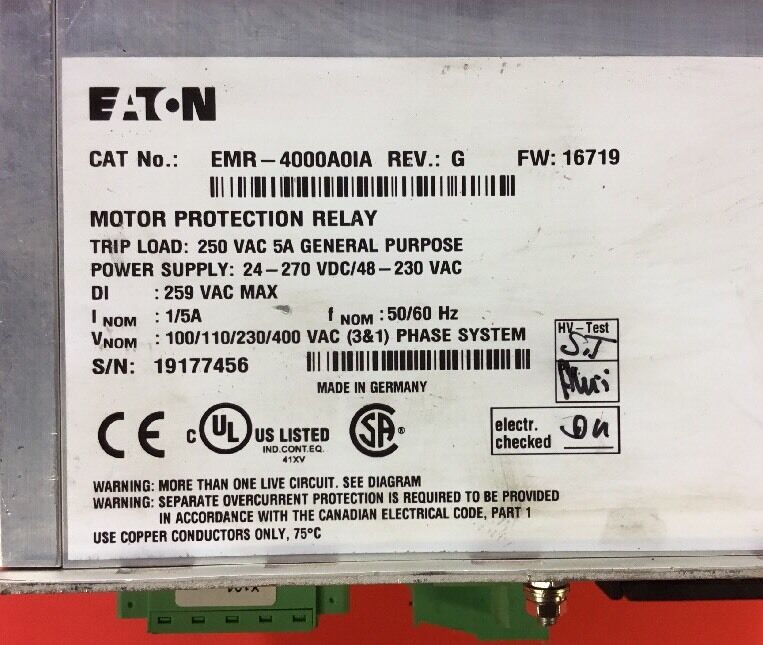 EATON
CAT No.: EMR-4000A0IA REV.: G FW: 16719
MOTOR PROTECTION RELAY
TRIP LOAD: 250 VAC 5A GENERAL PURPOSE
POWER SUPPLY: 24-270 VDC/48-230 VAC
DI : 259 VAC MAX
I NOM : 1/5A f NOM : 50/60 Hz
VNOM : 100/110/230/400 VAC (3&1) PHASE SYSTEM
S/N: 19177456
MADE IN GERMANY
HV-Test
CE
C UL US LISTED
IND.CONT.EQ.
41XV
SA ®
electr.
checked
WARNING: MORE THAN ONE LIVE CIRCUIT. SEE DIAGRAM
WARNING: SEPARATE OVERCURRENT PROTECTION IS REQUIRED TO BE PROVIDED
IN ACCORDANCE WITH THE CANADIAN ELECTRICAL CODE, PART 1
USE COPPER CONDUCTORS ONLY, 75°C